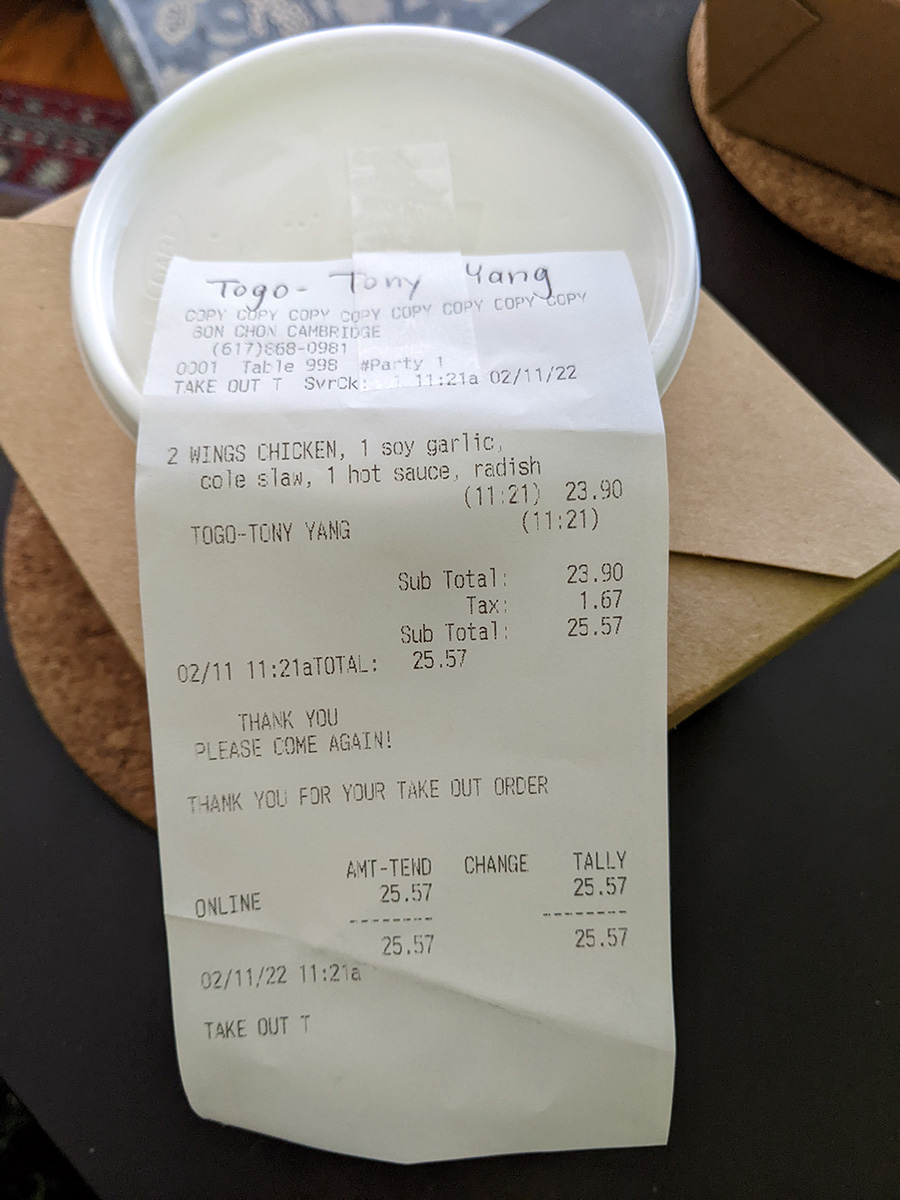 Togo- Tony Yang
COPY COPY COPY COPY COPY COPY COPY COPY
BON CHON CAMBRIDGE
(617)868-0981
0001 Table 998 #Party 1
TAKE OUT T SvrCk: 1 11:21a 02/11/22
2 WINGS CHICKEN, 1 soy garlic,
cole slaw, 1 hot sauce, radish
(11:21) 23.90
TOGO-TONY YANG (11:21)
Sub Total: 23.90
Tax: 1.67
Sub Total: 25.57
02/11 11:21aTOTAL: 25.57
THANK YOU
PLEASE COME AGAIN!
THANK YOU FOR YOUR TAKE OUT ORDER
AMT-TEND CHANGE TALLY
ONLINE 25.57 25.57
-------- --------
25.57 25.57
02/11/22 11:21a
TAKE OUT T